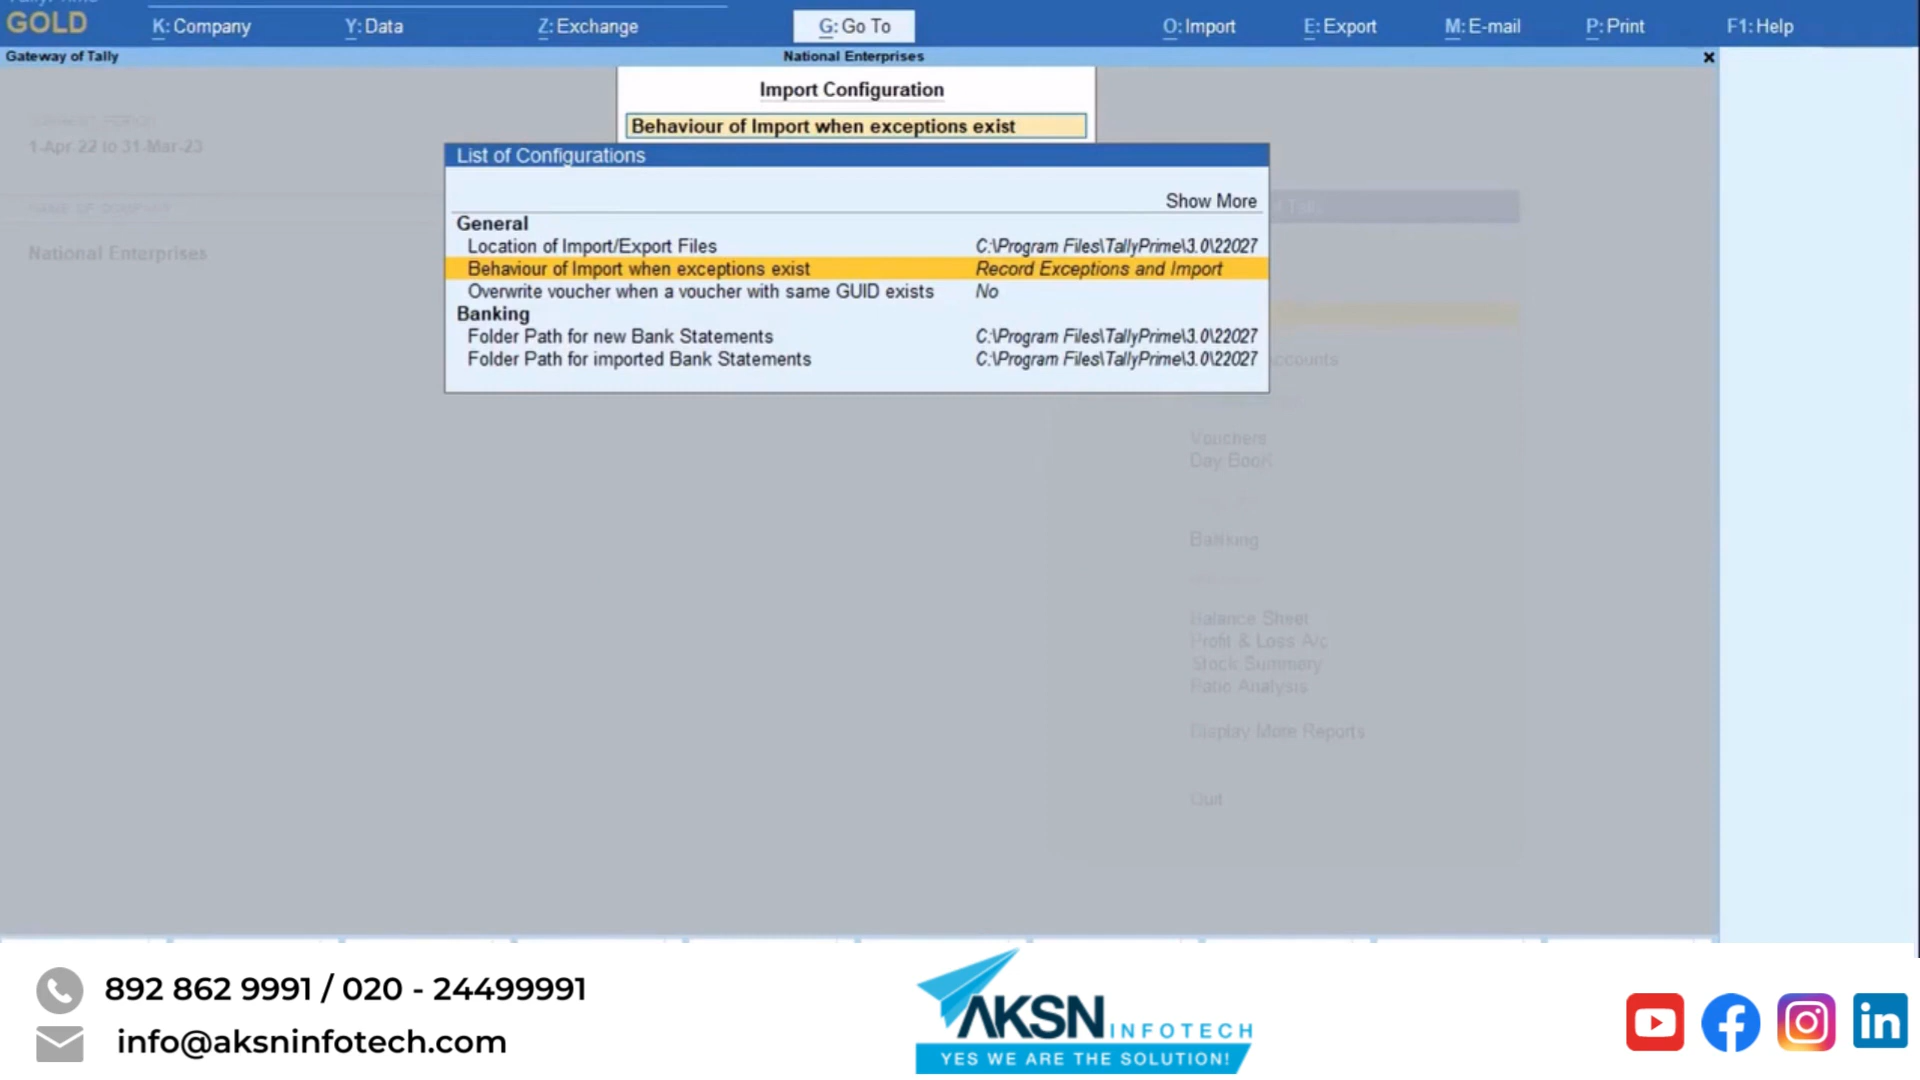 GOLD
K: Company
Y: Data
Z: Exchange
G: Go To
O: Import
E: Export
M: E-mail
P: Print
F1: Help
Gateway of Tally
National Enterprises
×
Import Configuration
Behaviour of Import when exceptions exist
1-Apr-22 to 31-Mar-23
National Enterprises
List of Configurations
Show More
General
Location of Import/Export Files C:\Program Files\TallyPrime\3.0\22027
Behaviour of Import when exceptions exist Record Exceptions and Import
Overwrite voucher when a voucher with same GUID exists No
Banking
Folder Path for new Bank Statements C:\Program Files\TallyPrime\3.0\22027
Folder Path for imported Bank Statements C:\Program Files\TallyPrime\3.0\22027
Vouchers
Day Book
Banking
Balance Sheet
Profit & Loss A/c
Stock Summary
Ratio Analysis
Display More Reports
Quit
892 862 9991 / 020 - 24499991
info@aksninfotech.com
AKSN INFOTECH
YES WE ARE THE SOLUTION!